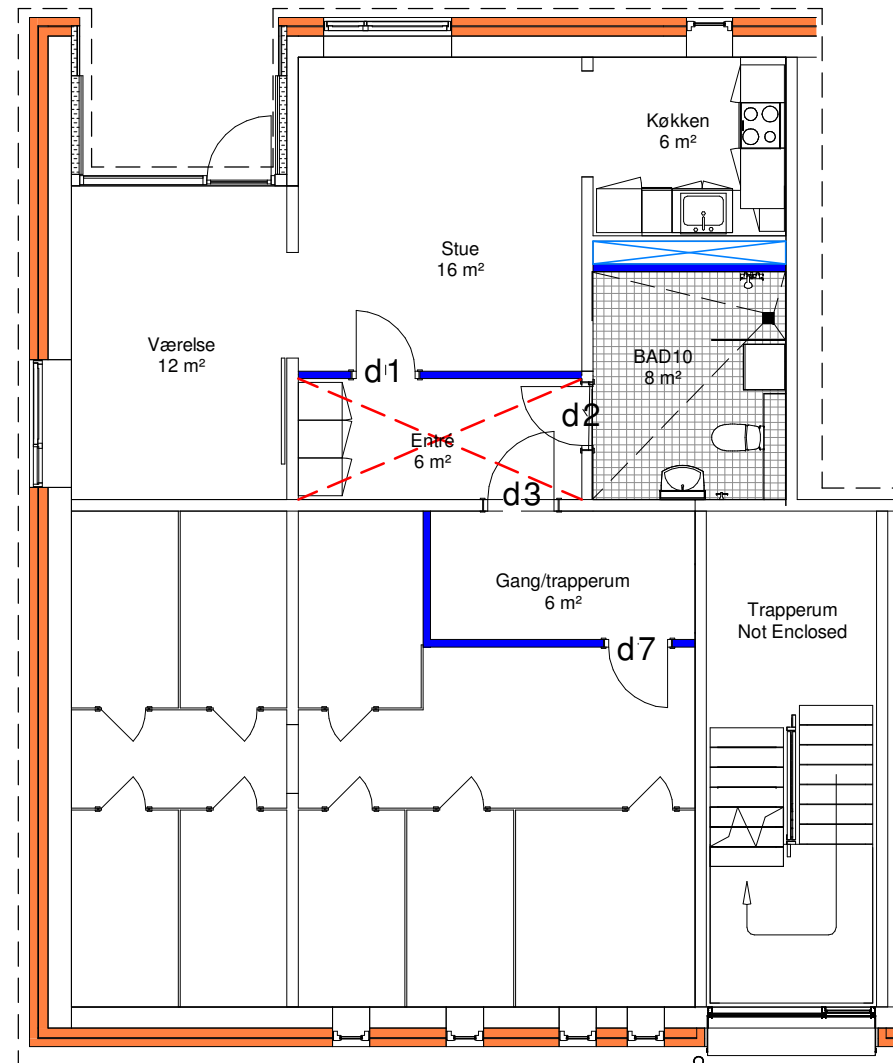 Køkken
6 m²
Stue
16 m²
Værelse
12 m²
BAD10
8 m²
d1
d2
Entré
6 m²
d3
Gang/trapperum
6 m²
Trapperum
Not Enclosed
d7